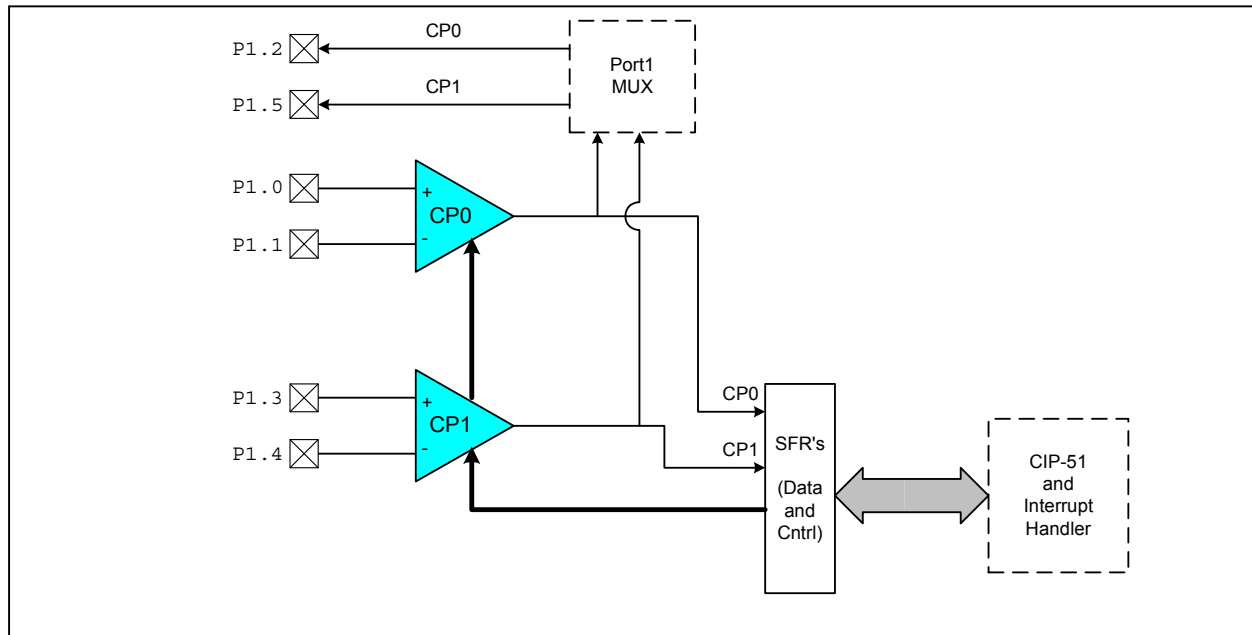 CP0
P1.2
Port1
MUX
CP1
P1.5
P1.0
+
CP0
-
P1.1
P1.3
+
CP1
-
P1.4
CP0
CP1
SFR's
(Data
and
Cntrl)
CIP-51
and
Interrupt
Handler